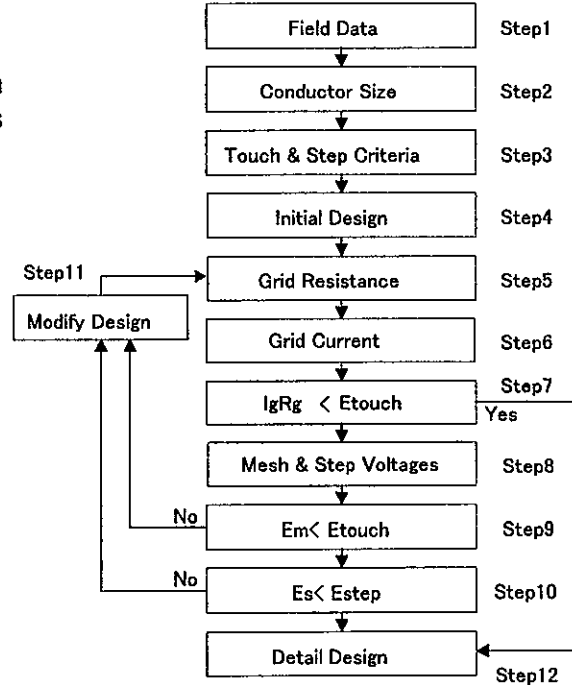 Field Data Step1
Conductor Size Step2
Touch & Step Criteria Step3
Initial Design Step4
Step11
Grid Resistance Step5
Modify Design
Grid Current Step6
Step7
IgRg < Etouch
Yes
Mesh & Step Voltages Step8
No
Em< Etouch Step9
No
Es< Estep Step10
Detail Design
Step12